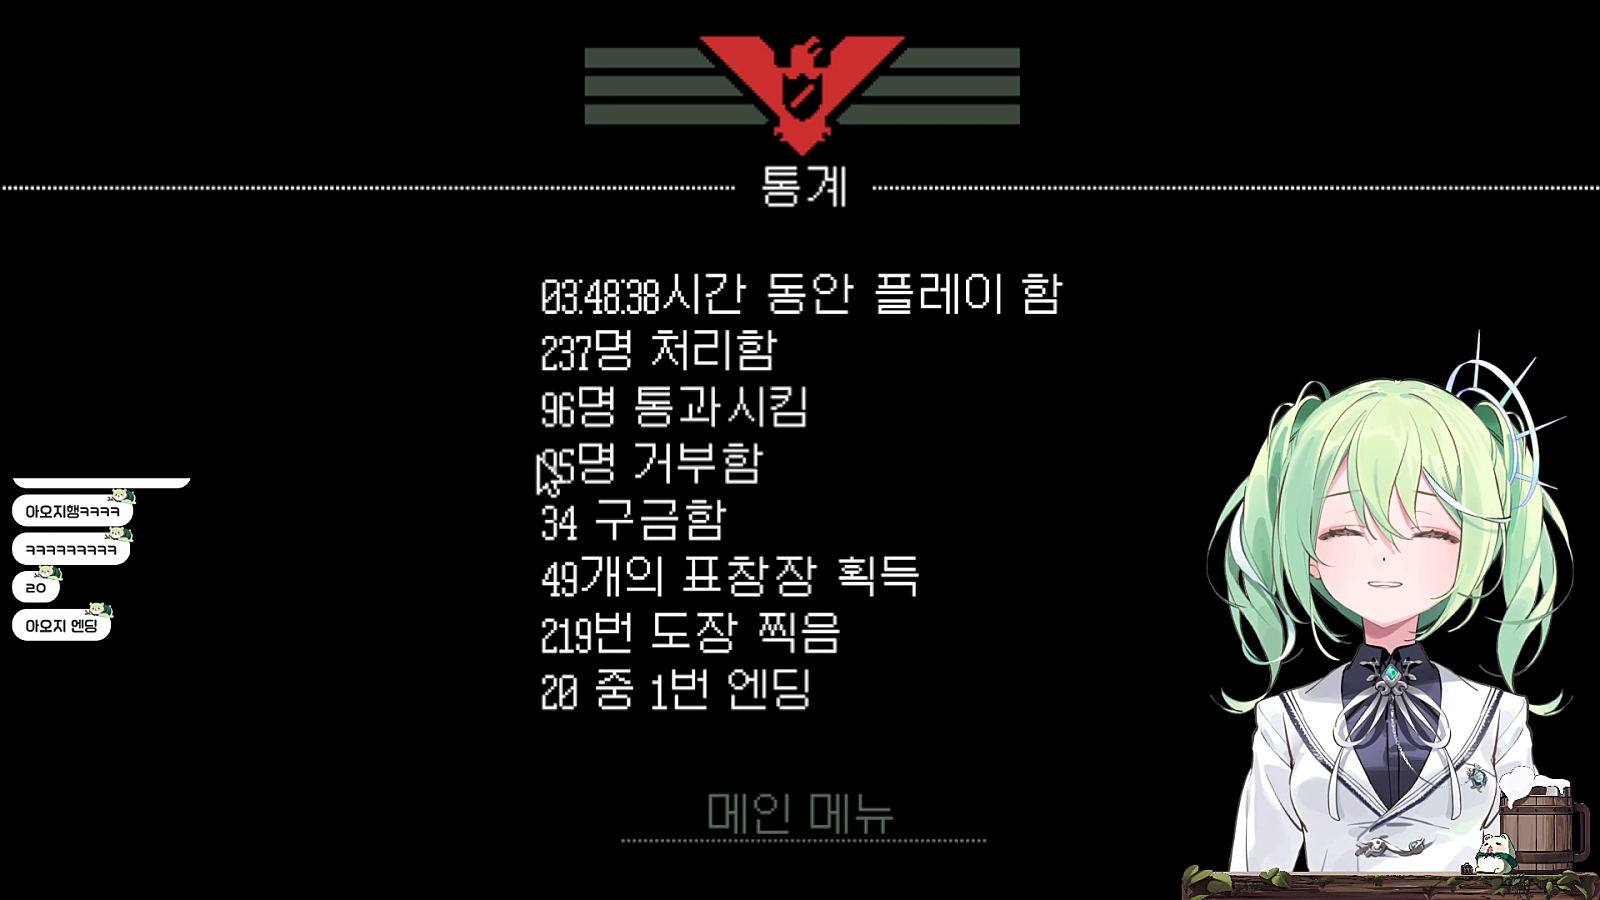 통계
03:48:38시간 동안 플레이 함
237명 처리함
96명 통과시킴
95명 거부함
34 구금함
49개의 표창장 획득
219번 도장 찍음
20 중 1번 엔딩
메인 메뉴
아오지행ㅋㅋㅋㅋ
ㅋㅋㅋㅋㅋㅋㅋㅋㅋ
ㄹㅇ
아오지 엔딩